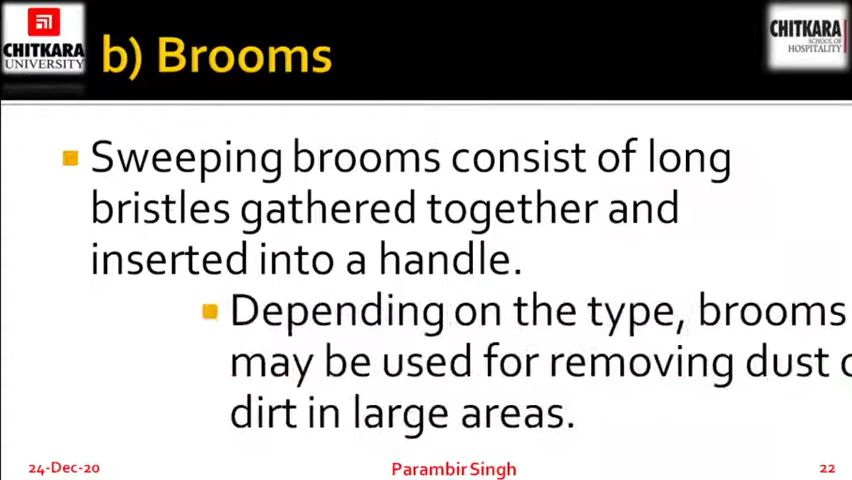 CHITKARA
UNIVERSITY
b) Brooms
CHITKARA
SCHOOL OF
HOSPITALITY
Sweeping brooms consist of long
bristles gathered together and
inserted into a handle.
Depending on the type, brooms
may be used for removing dust
dirt in large areas.
24-Dec-20
Parambir Singh
22